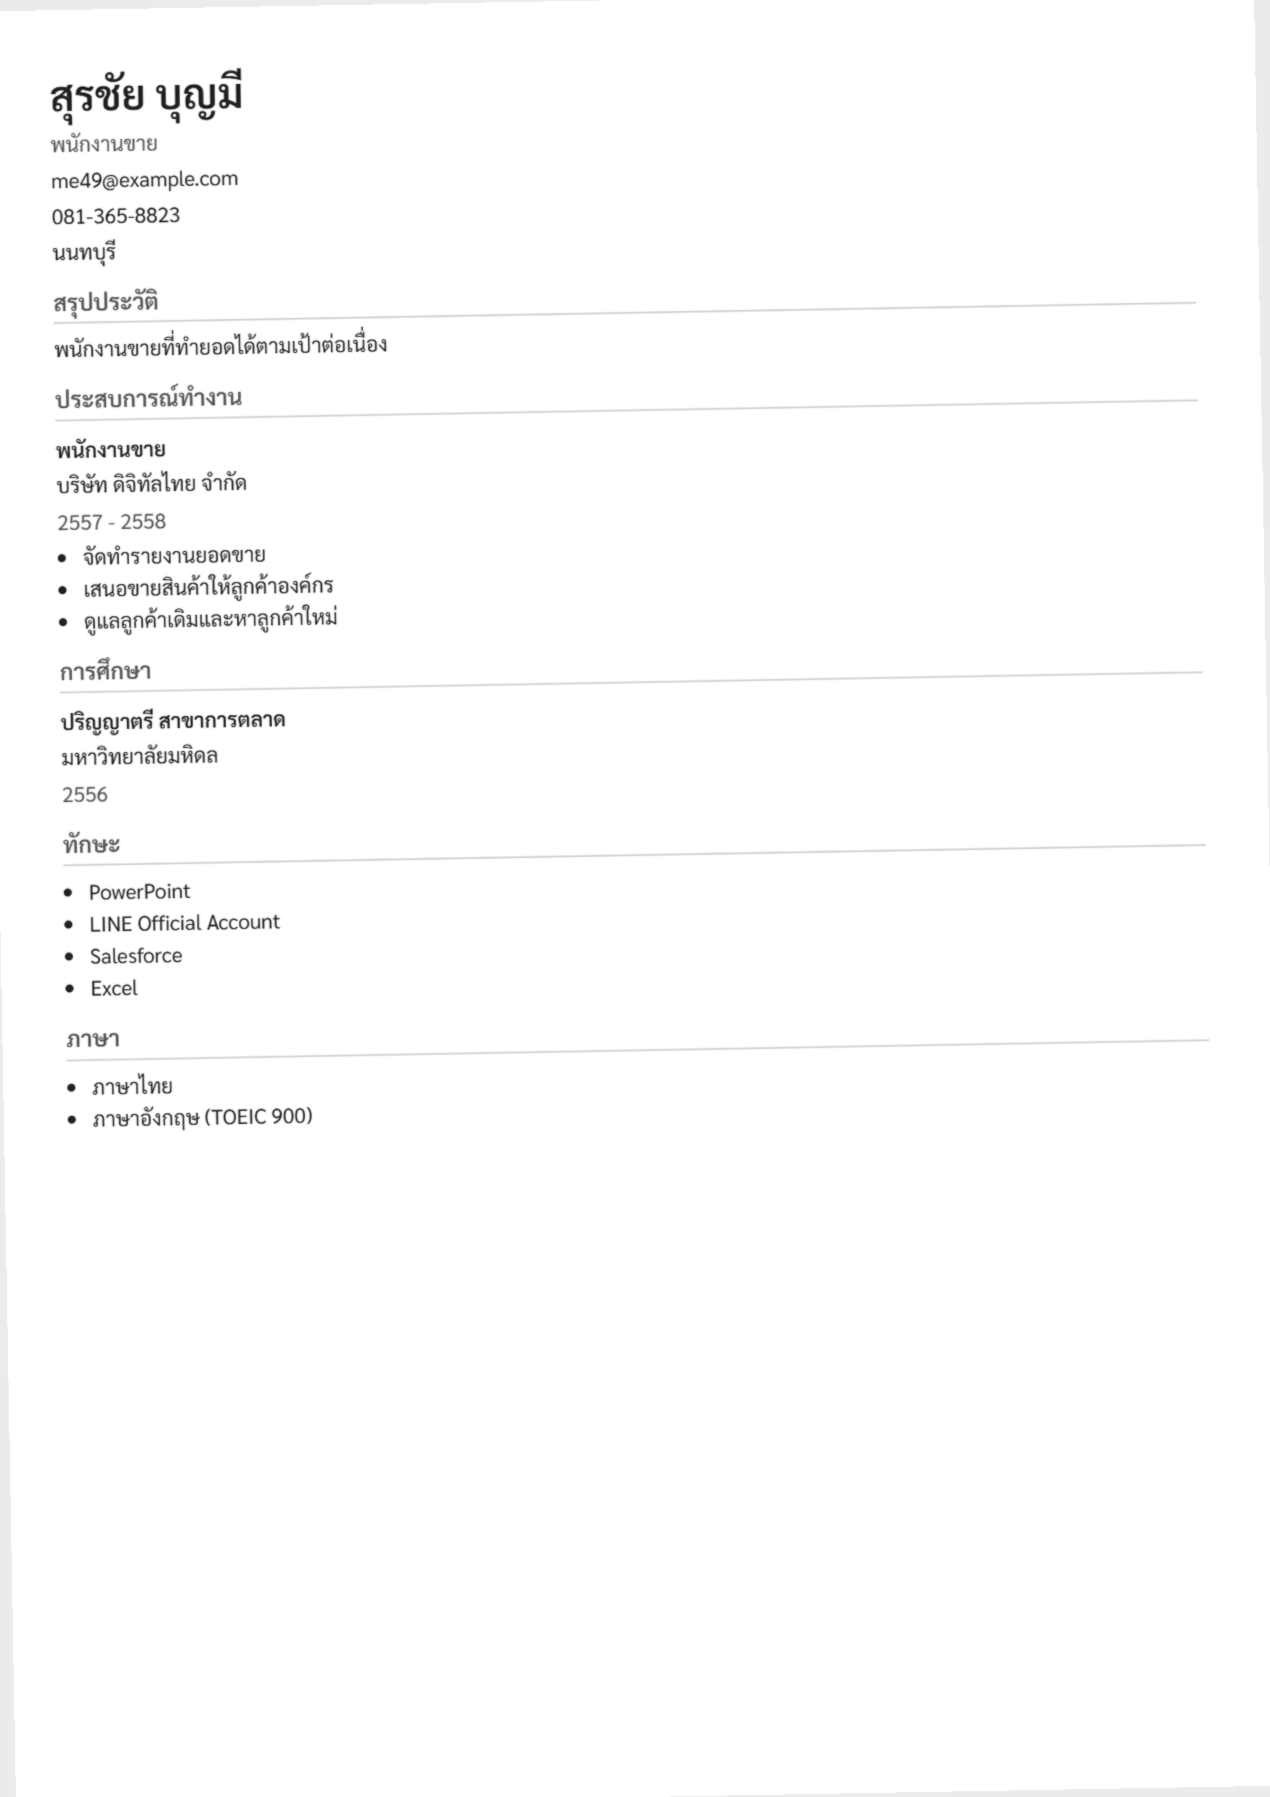 สุรชัย บุญมี
พนักงานขาย
me49@example.com
081-365-8823
นนทบุรี
สรุปประวัติ
พนักงานขายที่ทำยอดได้ตามเป้าต่อเนื่อง
ประสบการณ์ทำงาน
พนักงานขาย
บริษัท ดิจิทัลไทย จำกัด
2557 - 2558
• จัดทำรายงานยอดขาย
• เสนอขายสินค้าให้ลูกค้าองค์กร
• ดูแลลูกค้าเดิมและหาลูกค้าใหม่
การศึกษา
ปริญญาตรี สาขาการตลาด
มหาวิทยาลัยมหิดล
2556
ทักษะ
• PowerPoint
• LINE Official Account
• Salesforce
• Excel
ภาษา
• ภาษาไทย
• ภาษาอังกฤษ (TOEIC 900)